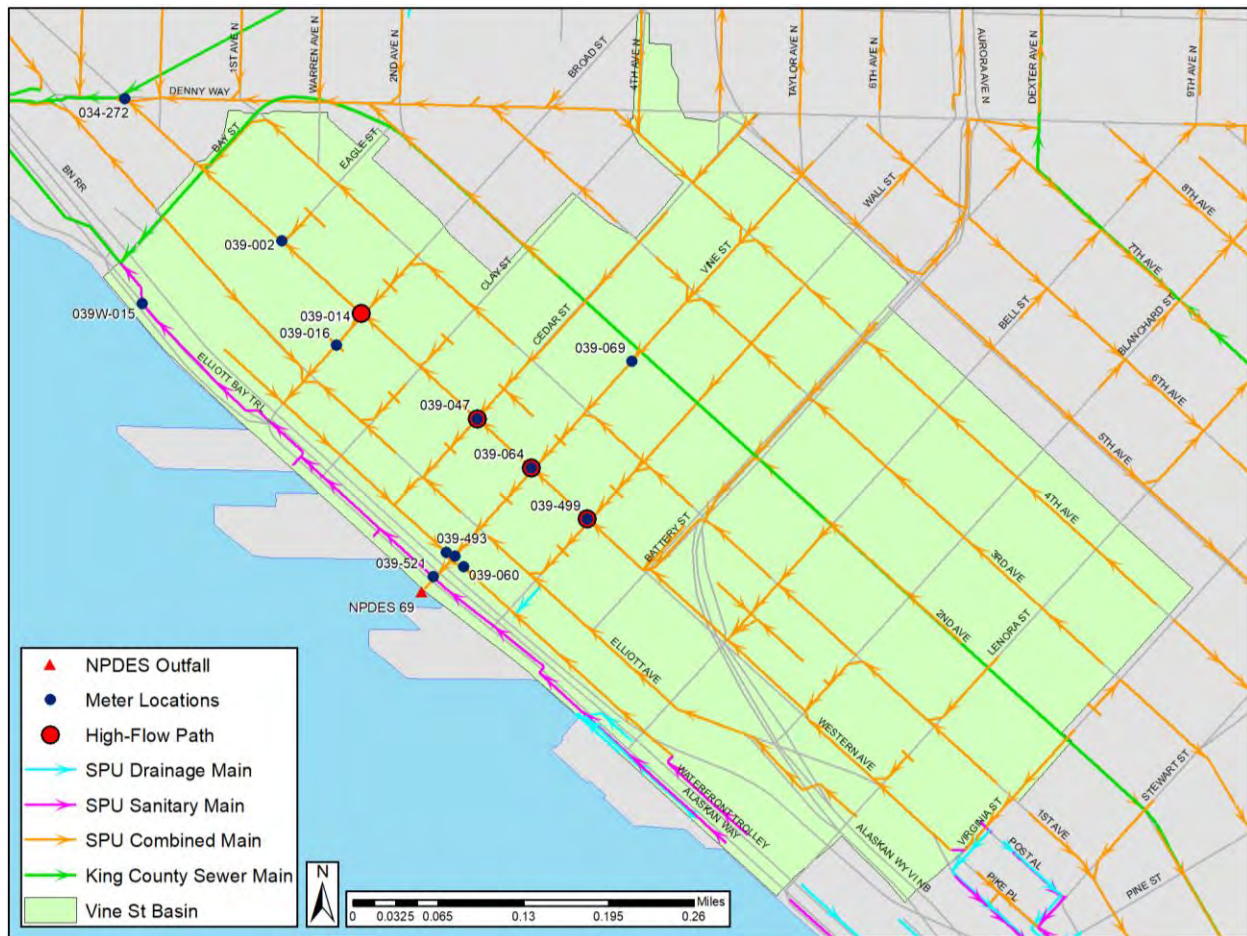 1ST AVE N
WARREN AVE N
2ND AVE N
BROAD ST
4TH AVE N
TAYLOR AVE N
6TH AVE N
AURORA AVE N
DEXTER AVE N
9TH AVE N
DENNY WAY
034-272
BAY ST
EAGLE ST
BN RR
WALL ST
8TH AVE
039-002
CLAY ST
VINE ST
7TH AVE
CEDAR ST
BELL ST
BLANCHARD ST
039W-015
039-014
039-016
039-069
6TH AVE
ELLIOTT BAY TRL
039-047
5TH AVE
039-064
039-499
4TH AVE
BATTERY ST
039-493
3RD AVE
039-521
039-060
NPDES 69
2ND AVE
LENORA ST
ELLIOTT AVE
WESTERN AVE
STEWART ST
WATERFRONT TROLLEY
ALASKAN WAY
VIRGINIA ST
1ST AVE
ALASKAN WY VI NB
POST AL
PIKE PL
PINE ST
NPDES Outfall
Meter Locations
High-Flow Path
SPU Drainage Main
SPU Sanitary Main
SPU Combined Main
King County Sewer Main
Vine St Basin
N
Miles
0 0.0325 0.065 0.13 0.195 0.26